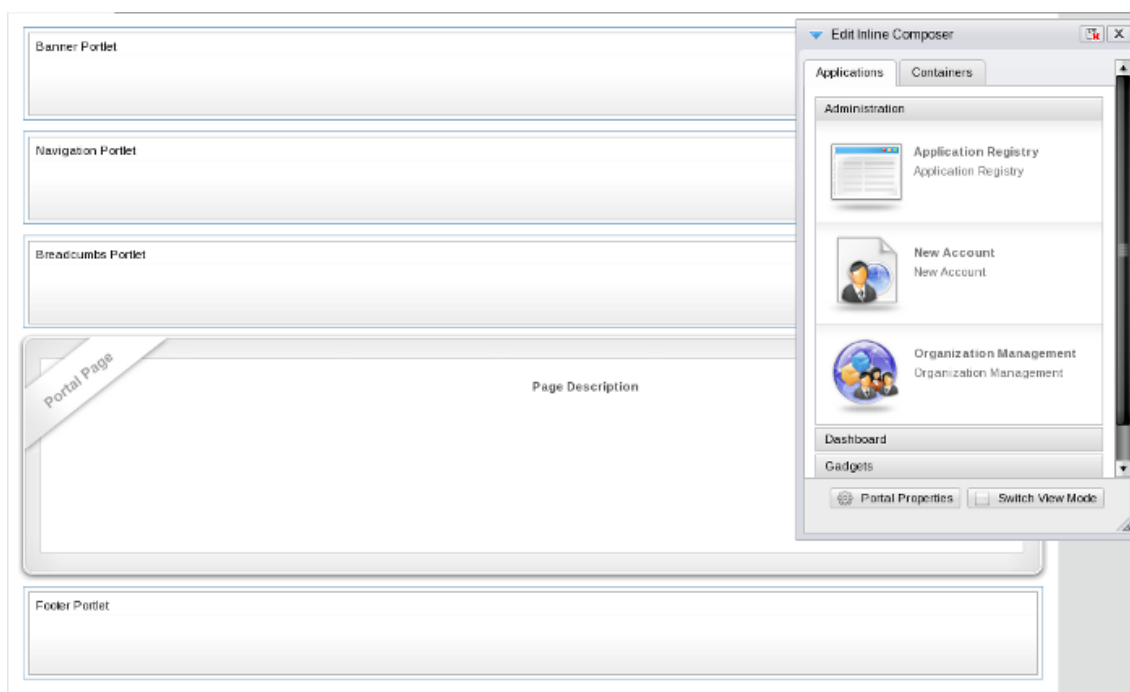 Banner Portlet
Navigation Portlet
Breadcumbs Portlet
Portal Page
Page Description
Footer Portlet
Edit Inline Composer
Applications
Containers
Administration
Application Registry
Application Registry
New Account
New Account
Organization Management
Organization Management
Dashboard
Gadgets
Portal Properties
Switch View Mode